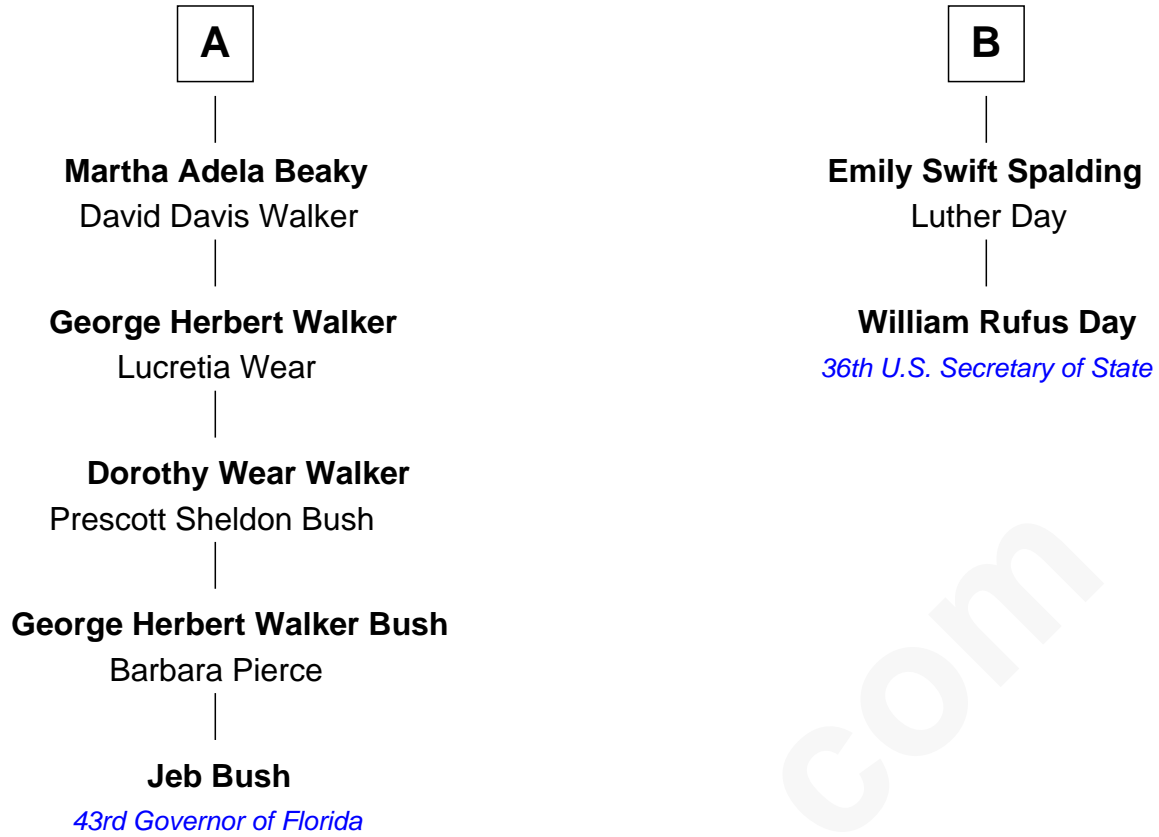 A
Martha Adela Beaky
David Davis Walker
George Herbert Walker
Lucretia Wear
Dorothy Wear Walker
Prescott Sheldon Bush
George Herbert Walker Bush
Barbara Pierce
Jeb Bush
43rd Governor of Florida
B
Emily Swift Spalding
Luther Day
William Rufus Day
36th U.S. Secretary of State
com